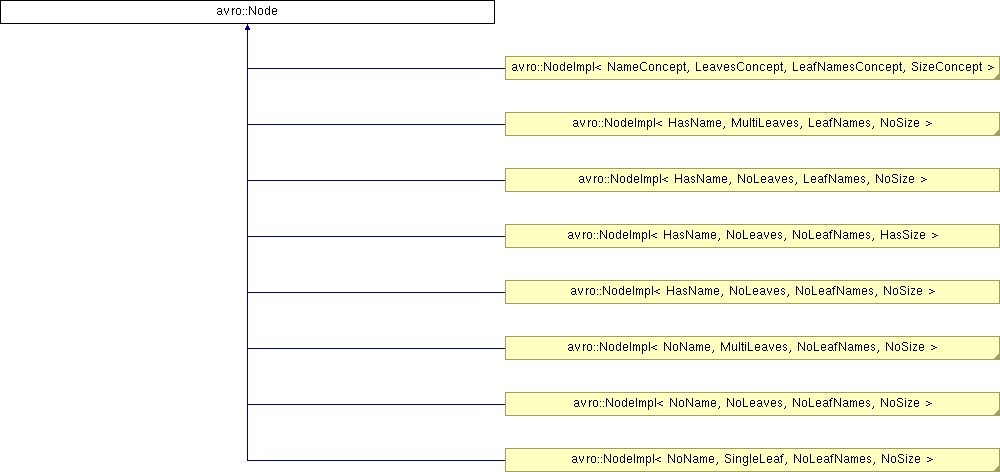 avro::Node
avro::NodeImpl< NameConcept, LeavesConcept, LeafNamesConcept, SizeConcept >
avro::NodeImpl< HasName, MultiLeaves, LeafNames, NoSize >
avro::NodeImpl< HasName, NoLeaves, LeafNames, NoSize >
avro::NodeImpl< HasName, NoLeaves, NoLeafNames, HasSize >
avro::NodeImpl< HasName, NoLeaves, NoLeafNames, NoSize >
avro::NodeImpl< NoName, MultiLeaves, NoLeafNames, NoSize >
avro::NodeImpl< NoName, NoLeaves, NoLeafNames, NoSize >
avro::NodeImpl< NoName, SingleLeaf, NoLeafNames, NoSize >